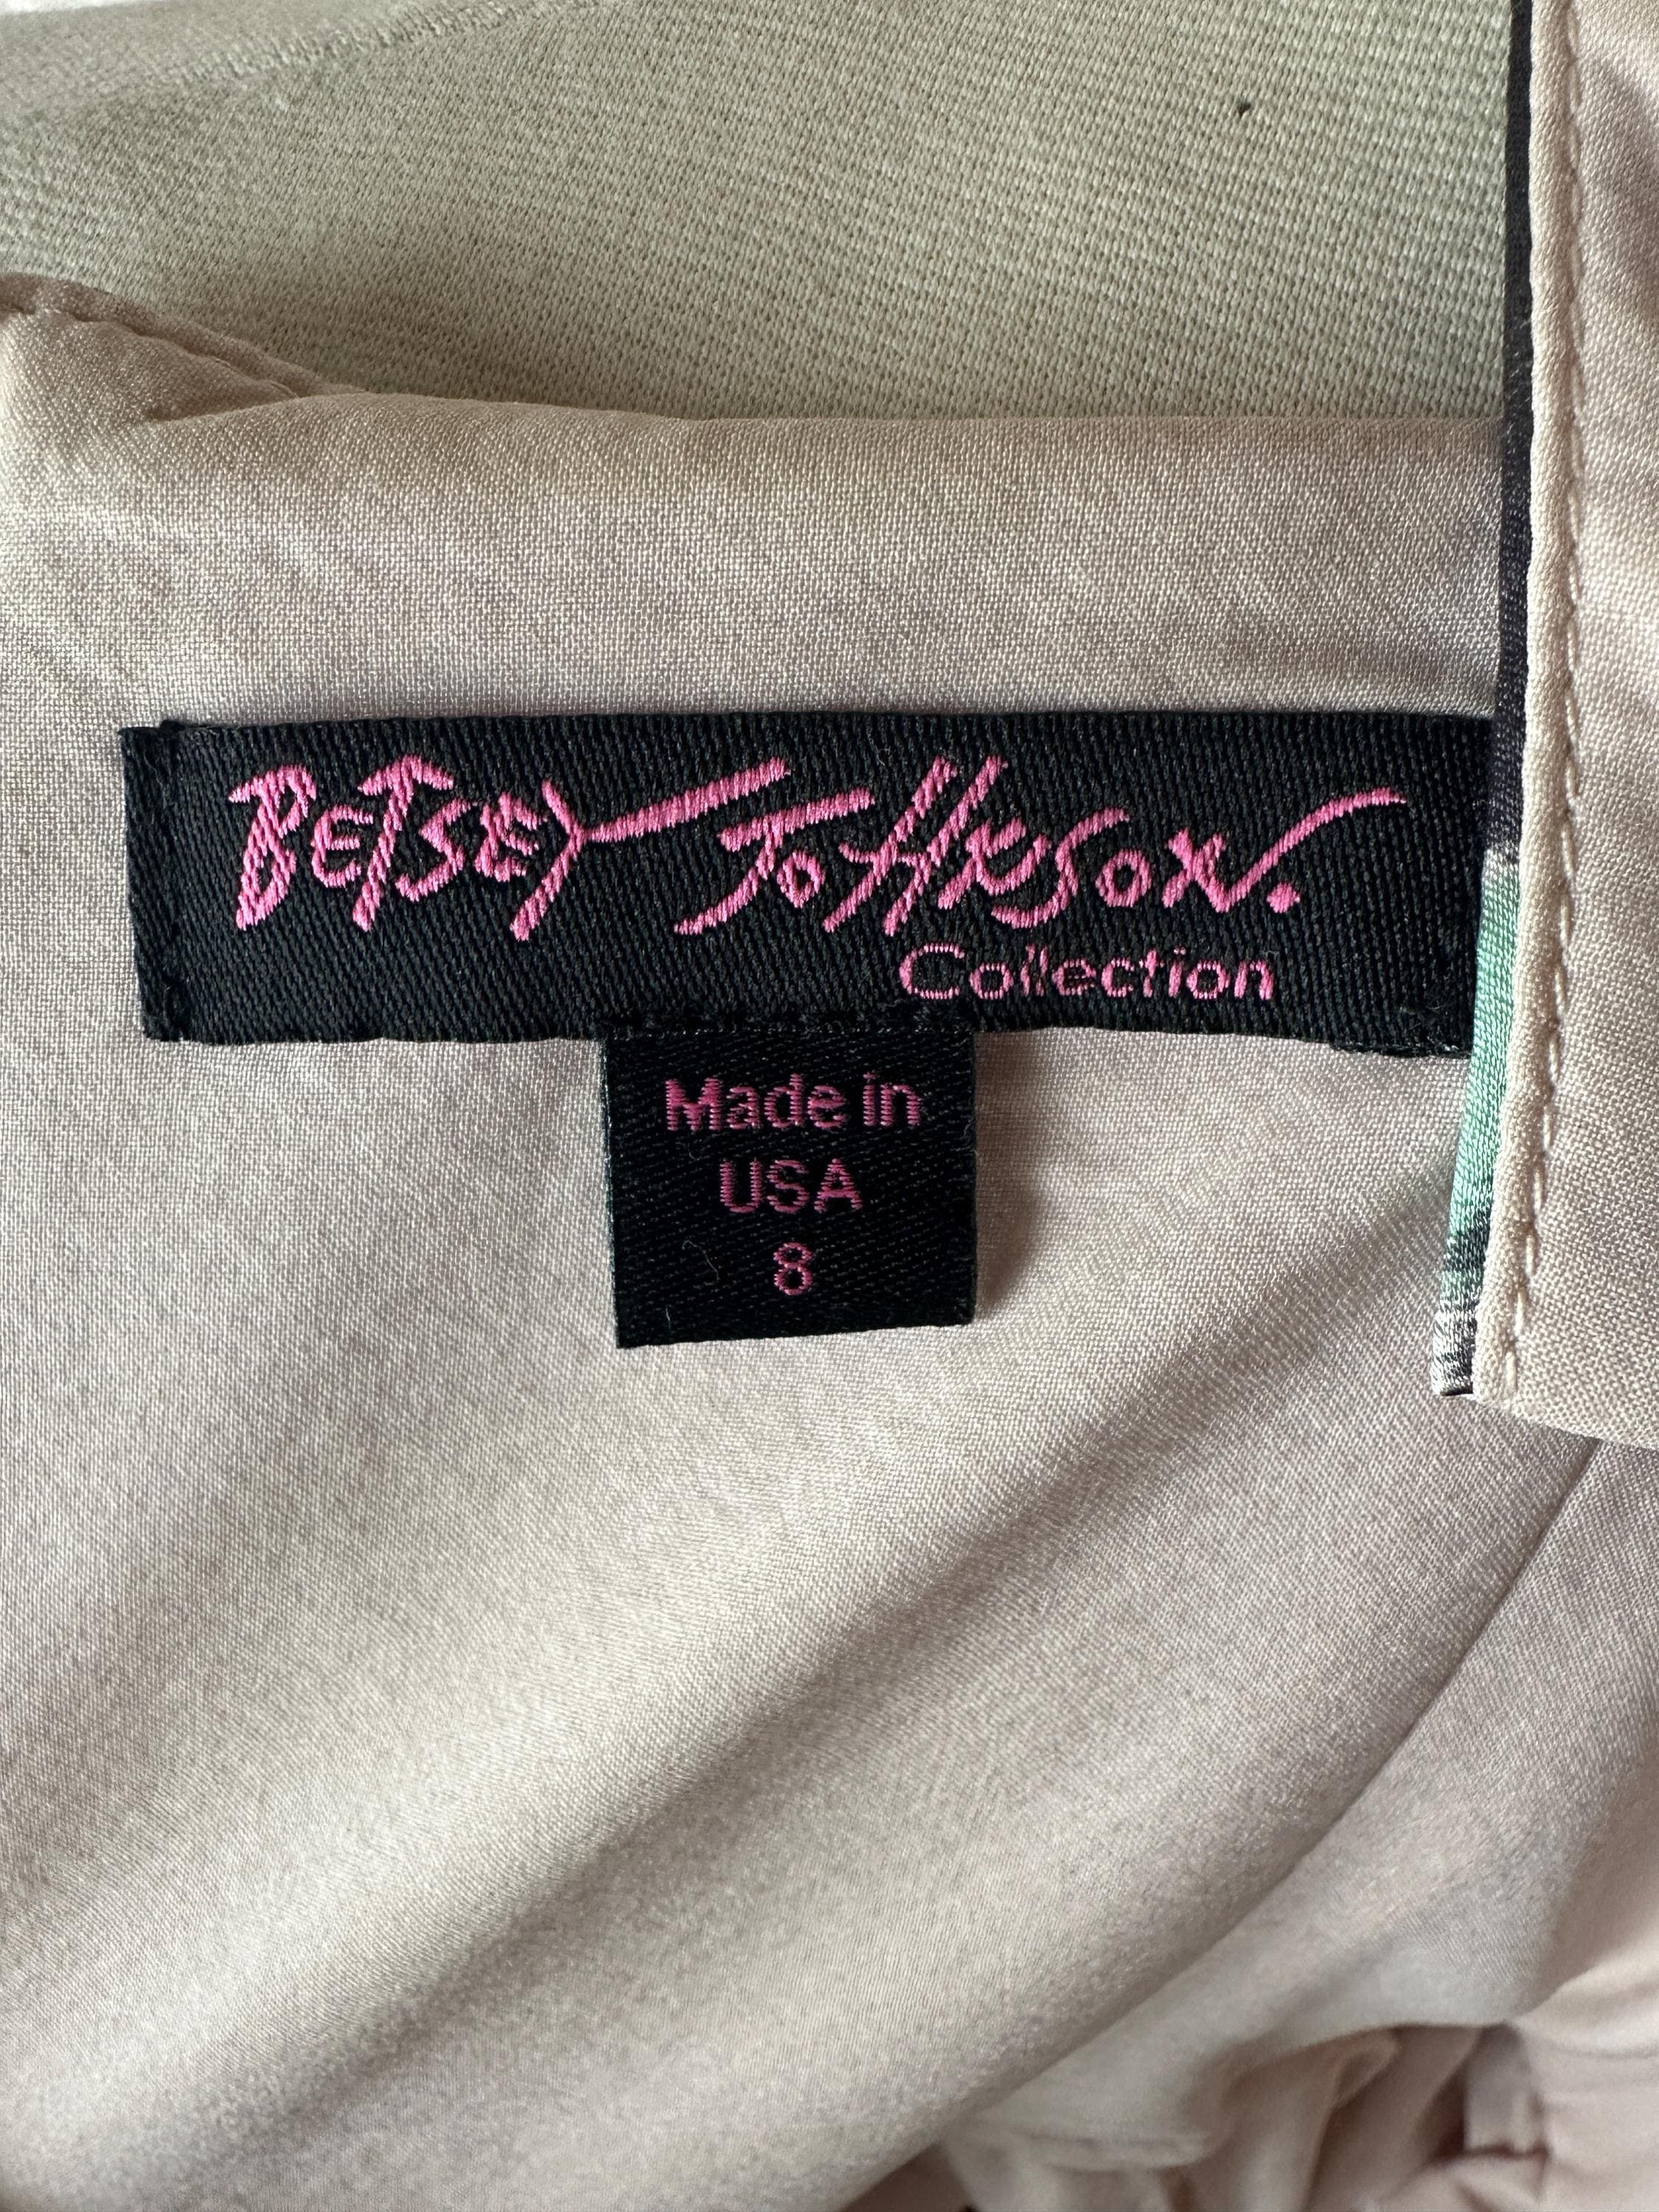 BETSEY JOHNSON.
Collection
Made in
USA
8